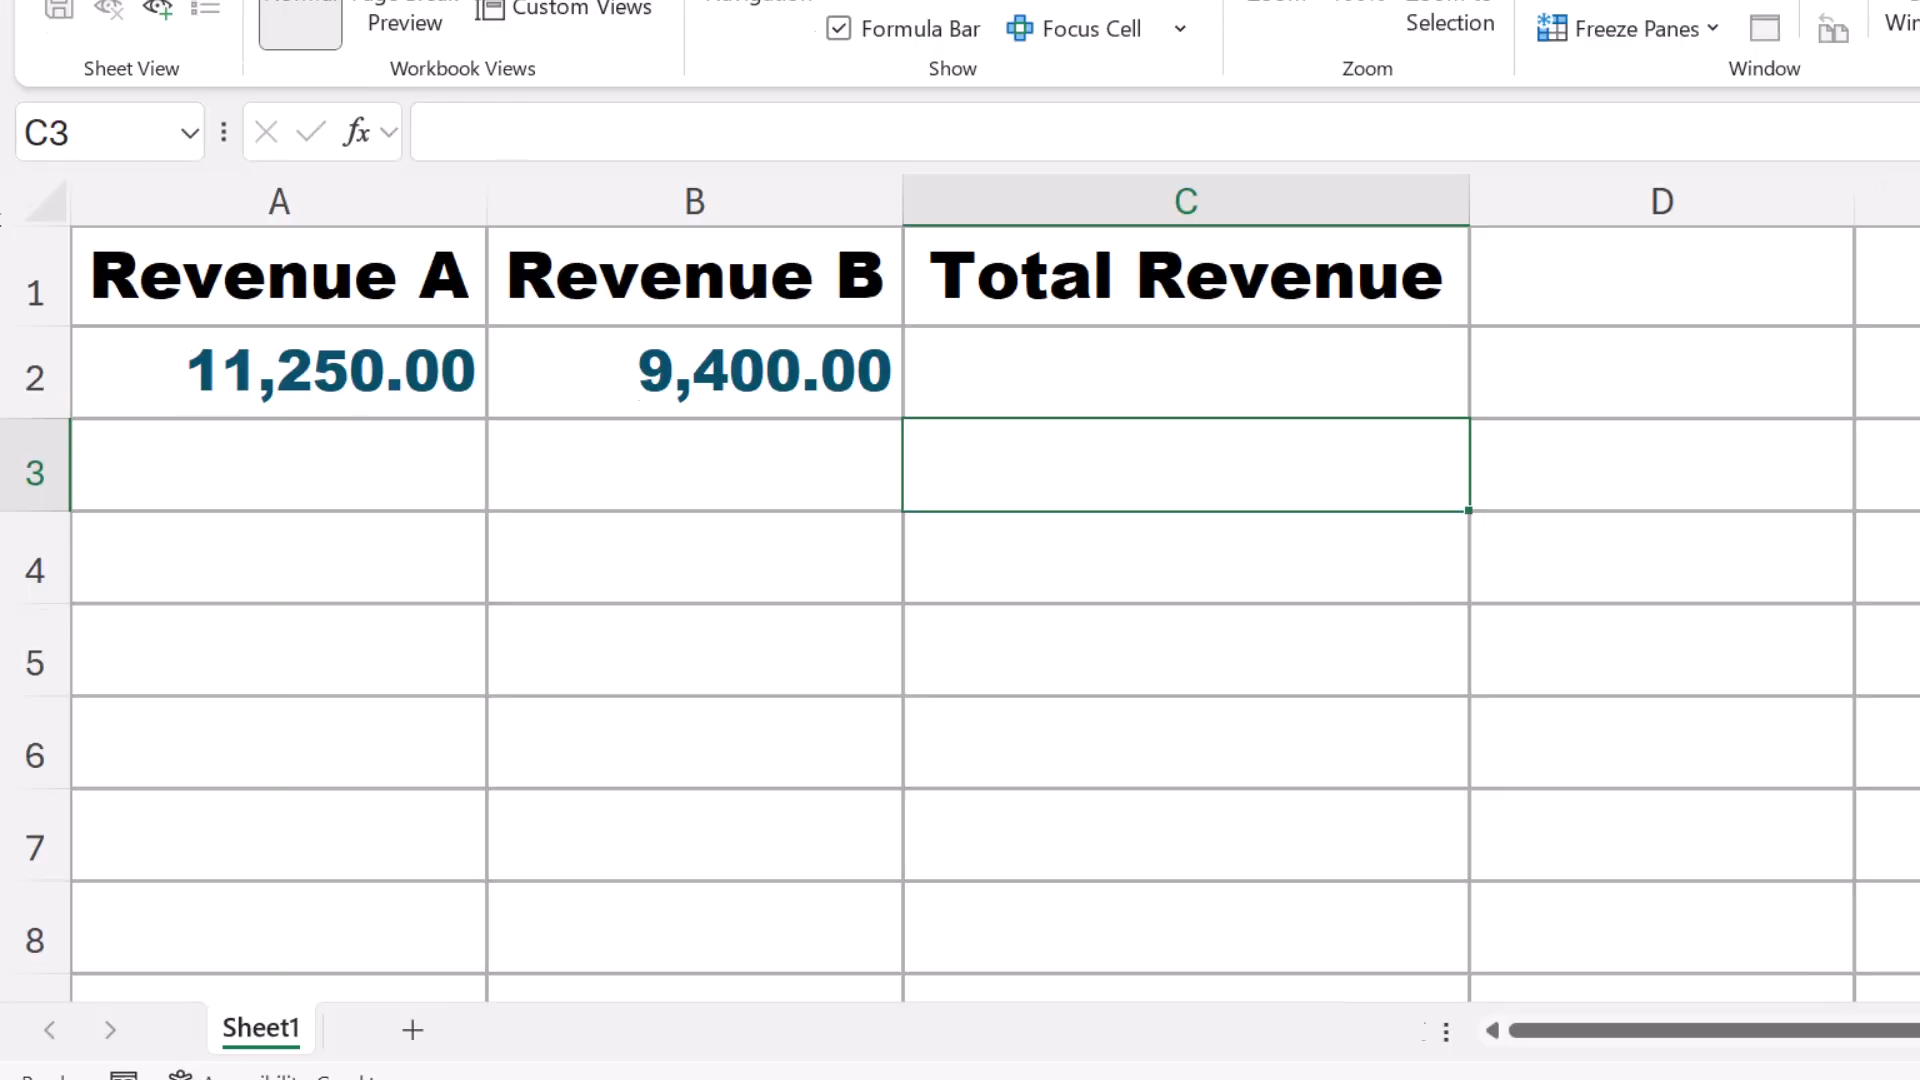 Preview
Custom Views
Selection
Formula Bar
Focus Cell
Freeze Panes
Sheet View
Workbook Views
Show
Zoom
Window
C3
fx
A B C D
1 Revenue A Revenue B Total Revenue
2 11,250.00 9,400.00
3
4
5
6
7
8
Sheet1